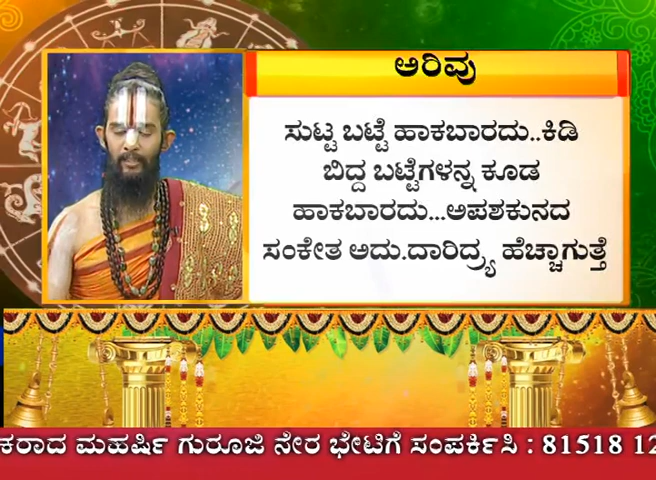 ಅರಿವು
ಸುಟ್ಟ ಬಟ್ಟೆ ಹಾಕಬಾರದು..ಕಿಡಿ
ಬಿದ್ದ ಬಟ್ಟೆಗಳನ್ನ ಕೂಡ
ಹಾಕಬಾರದು...ಅಪಶಕುನದ
ಸಂಕೇತ ಅದು.ದಾರಿದ್ರ್ಯ ಹೆಚ್ಚಾಗುತ್ತೆ
ಕರಾದ ಮಹರ್ಷಿ ಗುರೂಜಿ ನೇರ ಭೇಟಿಗೆ ಸಂಪರ್ಕಿಸಿ : 81518 12